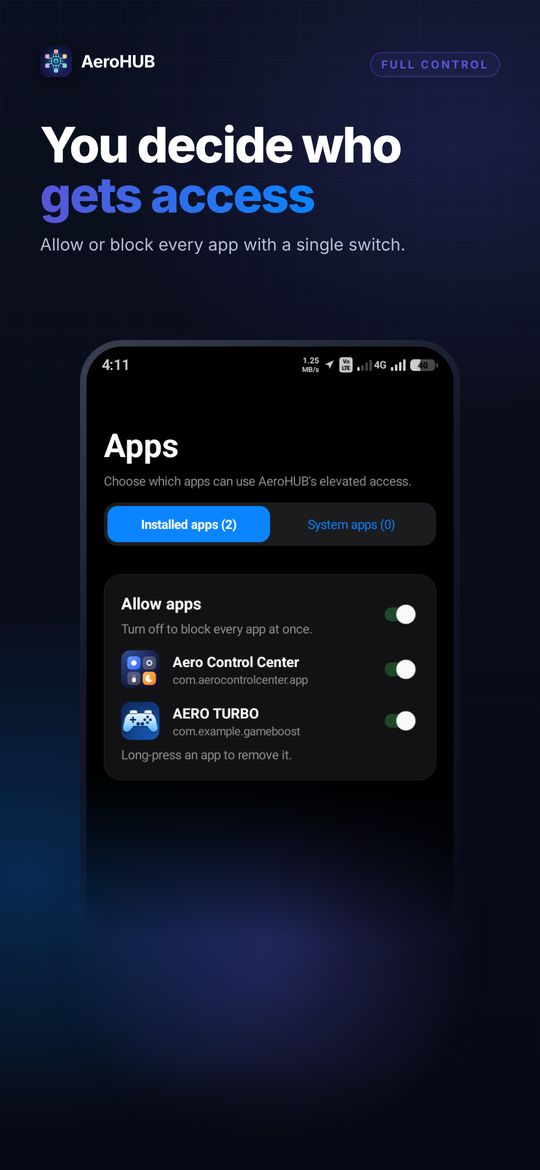 AeroHUB
FULL CONTROL
You decide who
gets access
Allow or block every app with a single switch.
4:11
1.25
MB/s
Vo
LTE
4G
40
Apps
Choose which apps can use AeroHUB's elevated access.
Installed apps (2)
System apps (0)
Allow apps
Turn off to block every app at once.
Aero Control Center
com.aerocontrolcenter.app
AERO TURBO
com.example.gameboost
Long-press an app to remove it.